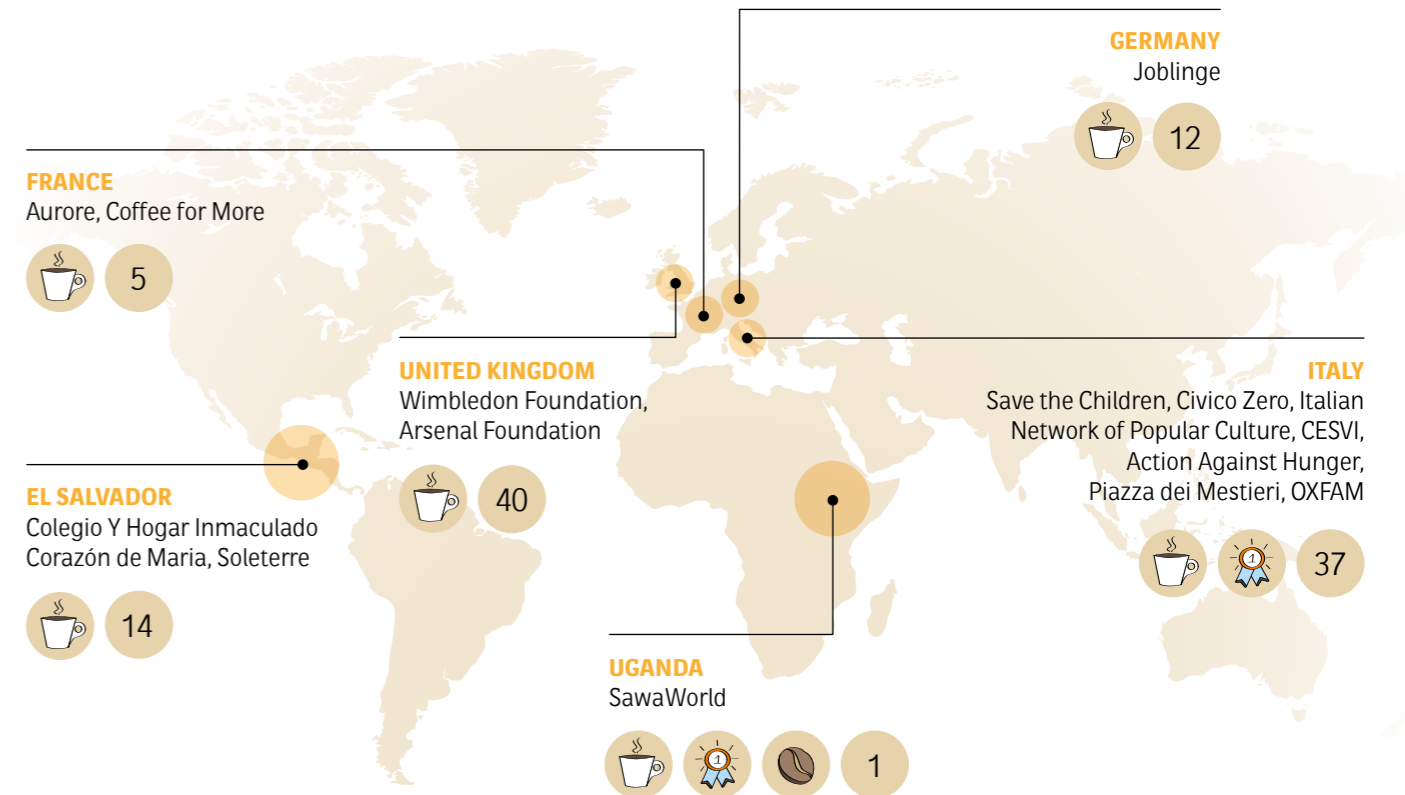 GERMANY
Joblinge
12
FRANCE
Aurore, Coffee for More
5
UNITED KINGDOM
Wimbledon Foundation,
Arsenal Foundation
40
ITALY
Save the Children, Civico Zero, Italian
Network of Popular Culture, CESVI,
Action Against Hunger,
Piazza dei Mestieri, OXFAM
1
37
EL SALVADOR
Colegio Y Hogar Inmaculado
Corazón de Maria, Soleterre
14
UGANDA
SawaWorld
1
1